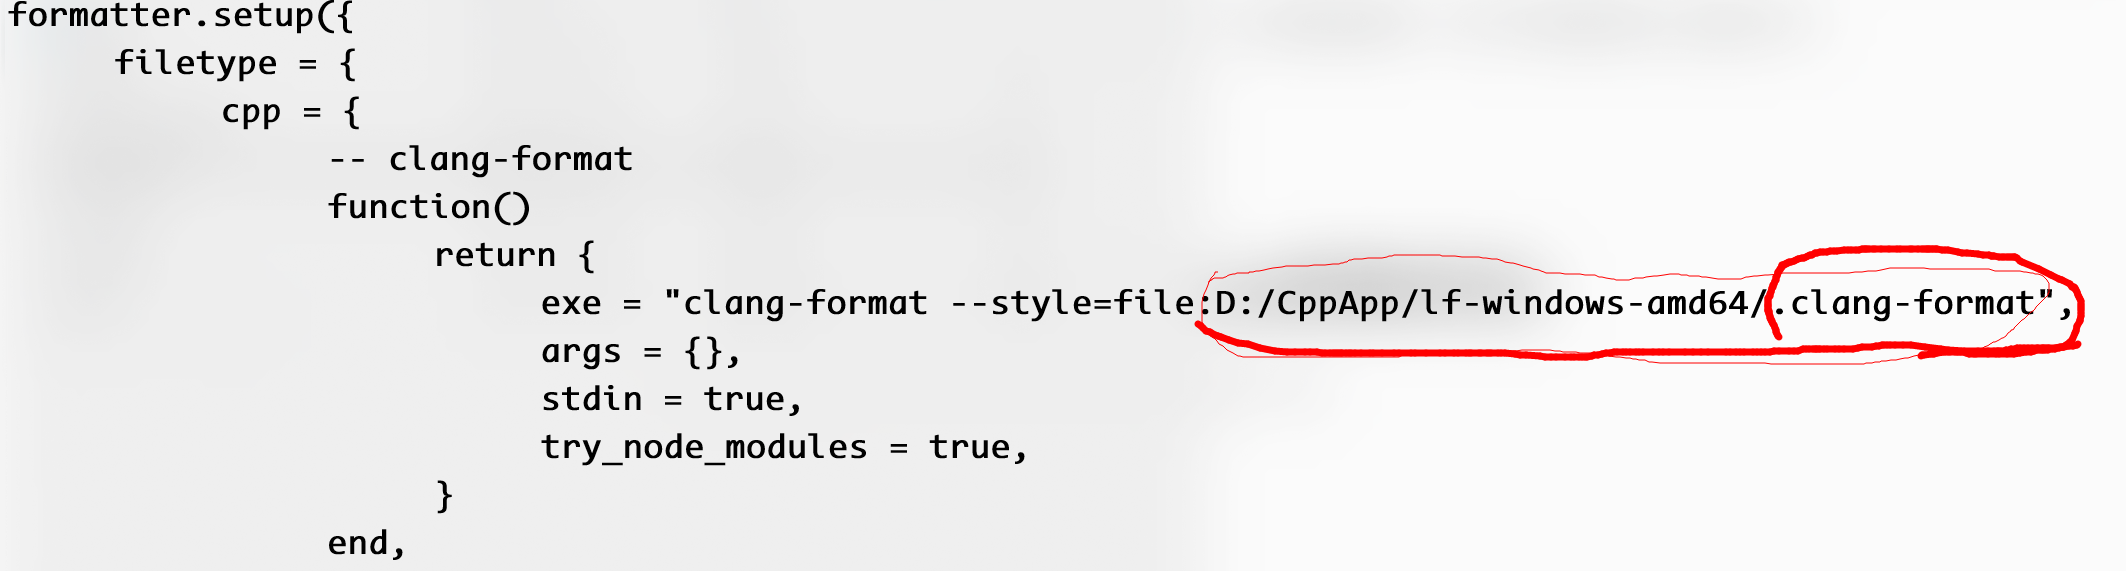 formatter.setup({
filetype = {
cpp = {
-- clang-format
function()
return {
exe = "clang-format --style=file:D:/CppApp/lf-windows-amd64/.clang-format",
args = {},
stdin = true,
try_node_modules = true,
}
end,